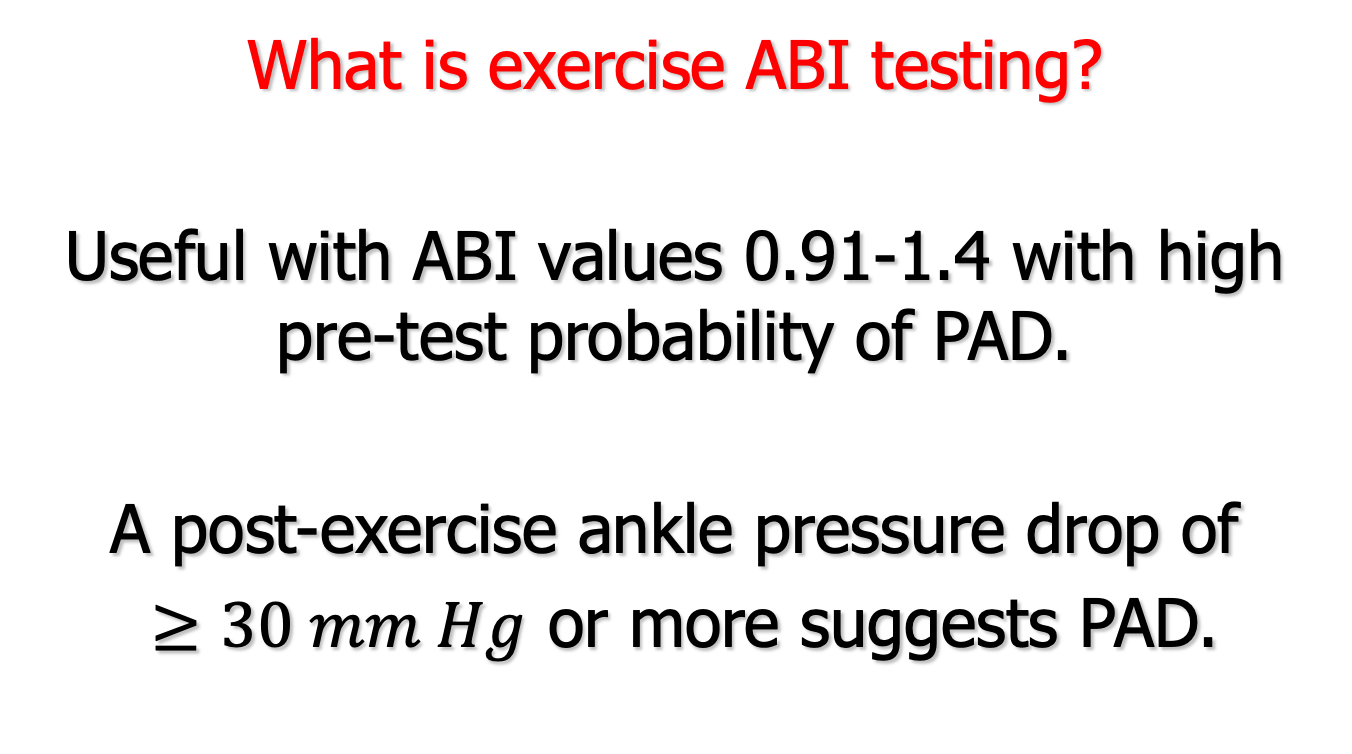 What is exercise ABI testing?
Useful with ABI values 0.91-1.4 with high
pre-test probability of PAD.
A post-exercise ankle pressure drop of
≥ 30 mm Hg or more suggests PAD.